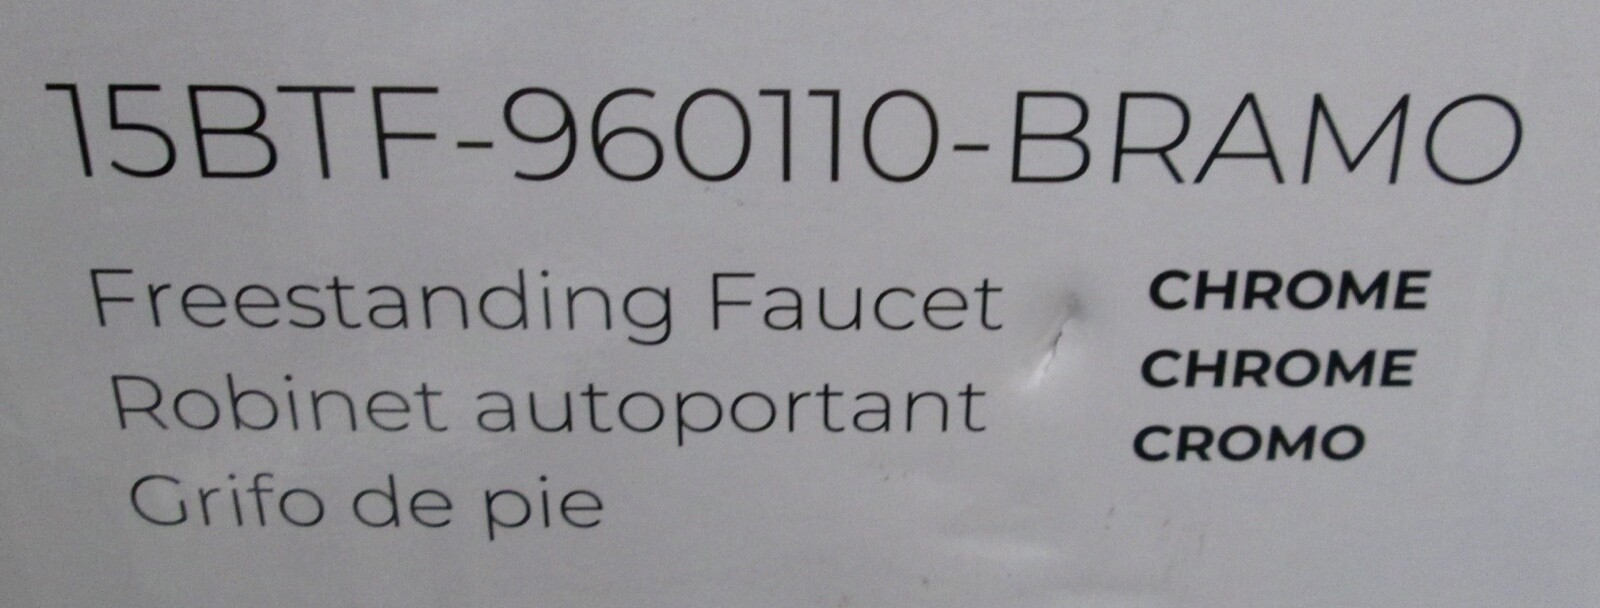 15BTF-960110-BRAMO
Freestanding Faucet CHROME
Robinet autoportant CHROME
Grifo de pie CROMO